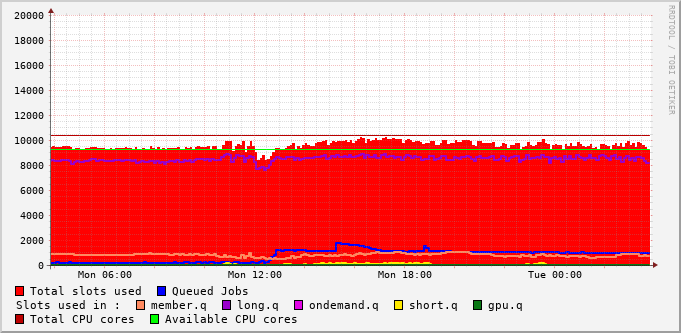 20000
18000
16000
14000
12000
10000
8000
6000
4000
2000
0
Mon 06:00 Mon 12:00 Mon 18:00 Tue 00:00
Total slots used Queued Jobs
Slots used in : member.q long.q ondemand.q short.q gpu.q
Total CPU cores Available CPU cores
RRDTOOL / TOBI OETIKER